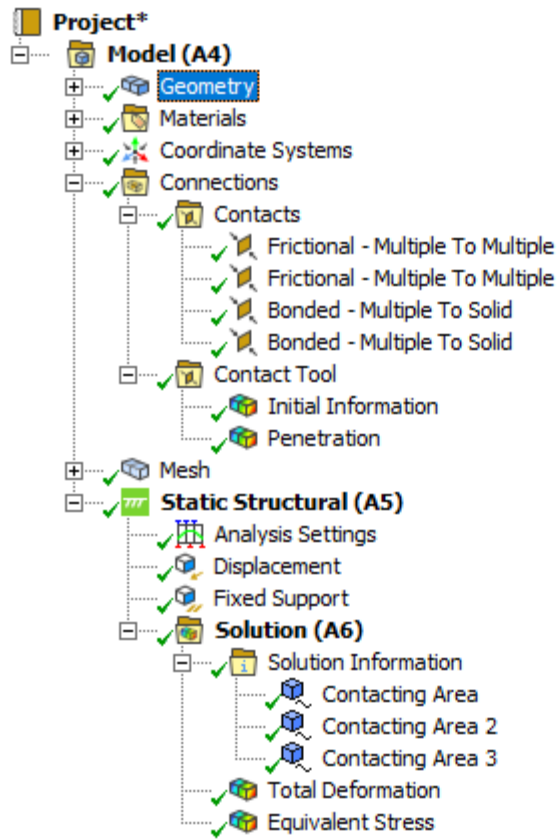 Project*
Model (A4)
Geometry
Materials
Coordinate Systems
Connections
Contacts
Frictional - Multiple To Multiple
Frictional - Multiple To Multiple
Bonded - Multiple To Solid
Bonded - Multiple To Solid
Contact Tool
Initial Information
Penetration
Mesh
Static Structural (A5)
Analysis Settings
Displacement
Fixed Support
Solution (A6)
Solution Information
Contacting Area
Contacting Area 2
Contacting Area 3
Total Deformation
Equivalent Stress